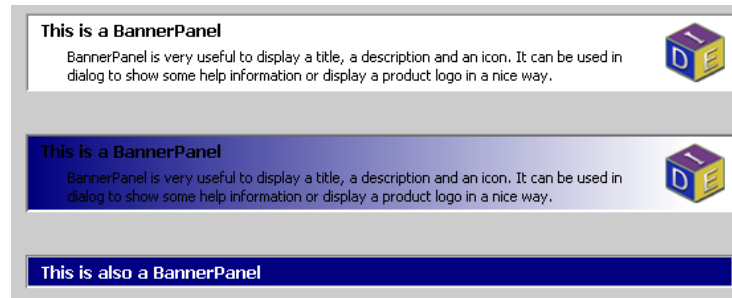 This is a BannerPanel
BannerPanel is very useful to display a title, a description and an icon. It can be used in
dialog to show some help information or display a product logo in a nice way.
I
D E
This is a BannerPanel
BannerPanel is very useful to display a title, a description and an icon. It can be used in
dialog to show some help information or display a product logo in a nice way.
I
D E
This is also a BannerPanel